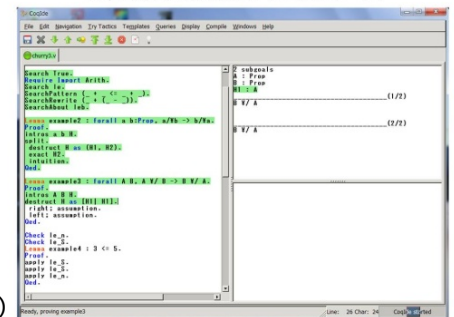 CoqIde
File Edit Navigation Try Tactics Templates Queries Display Compile Windows Help
churry3.v
Search True.
Require Import Arith.
Search le.
SearchPattern (_ + _ <= _ + _).
SearchRewrite (_ + (_ - _)).
SearchAbout leb.
Lemma example2 : forall a b:Prop, a/\b -> b/\a.
Proof.
intros a b H.
split.
destruct H as (H1, H2).
exact H2.
intuition.
Qed.
Lemma example3 : forall A B, A \/ B -> B \/ A.
Proof.
intros A B H.
destruct H as [H1| H1].
right; assumption.
left; assumption.
Qed.
Check le_n.
Check le_S.
Lemma example4 : 3 <= 5.
Proof.
apply le_S.
apply le_S.
apply le_n.
Qed.
2 subgoals
A : Prop
B : Prop
H1 : A
(1/2)
B \/ A
(2/2)
B \/ A
Ready, proving example3
Line: 26 Char: 24
CoqIde started
)